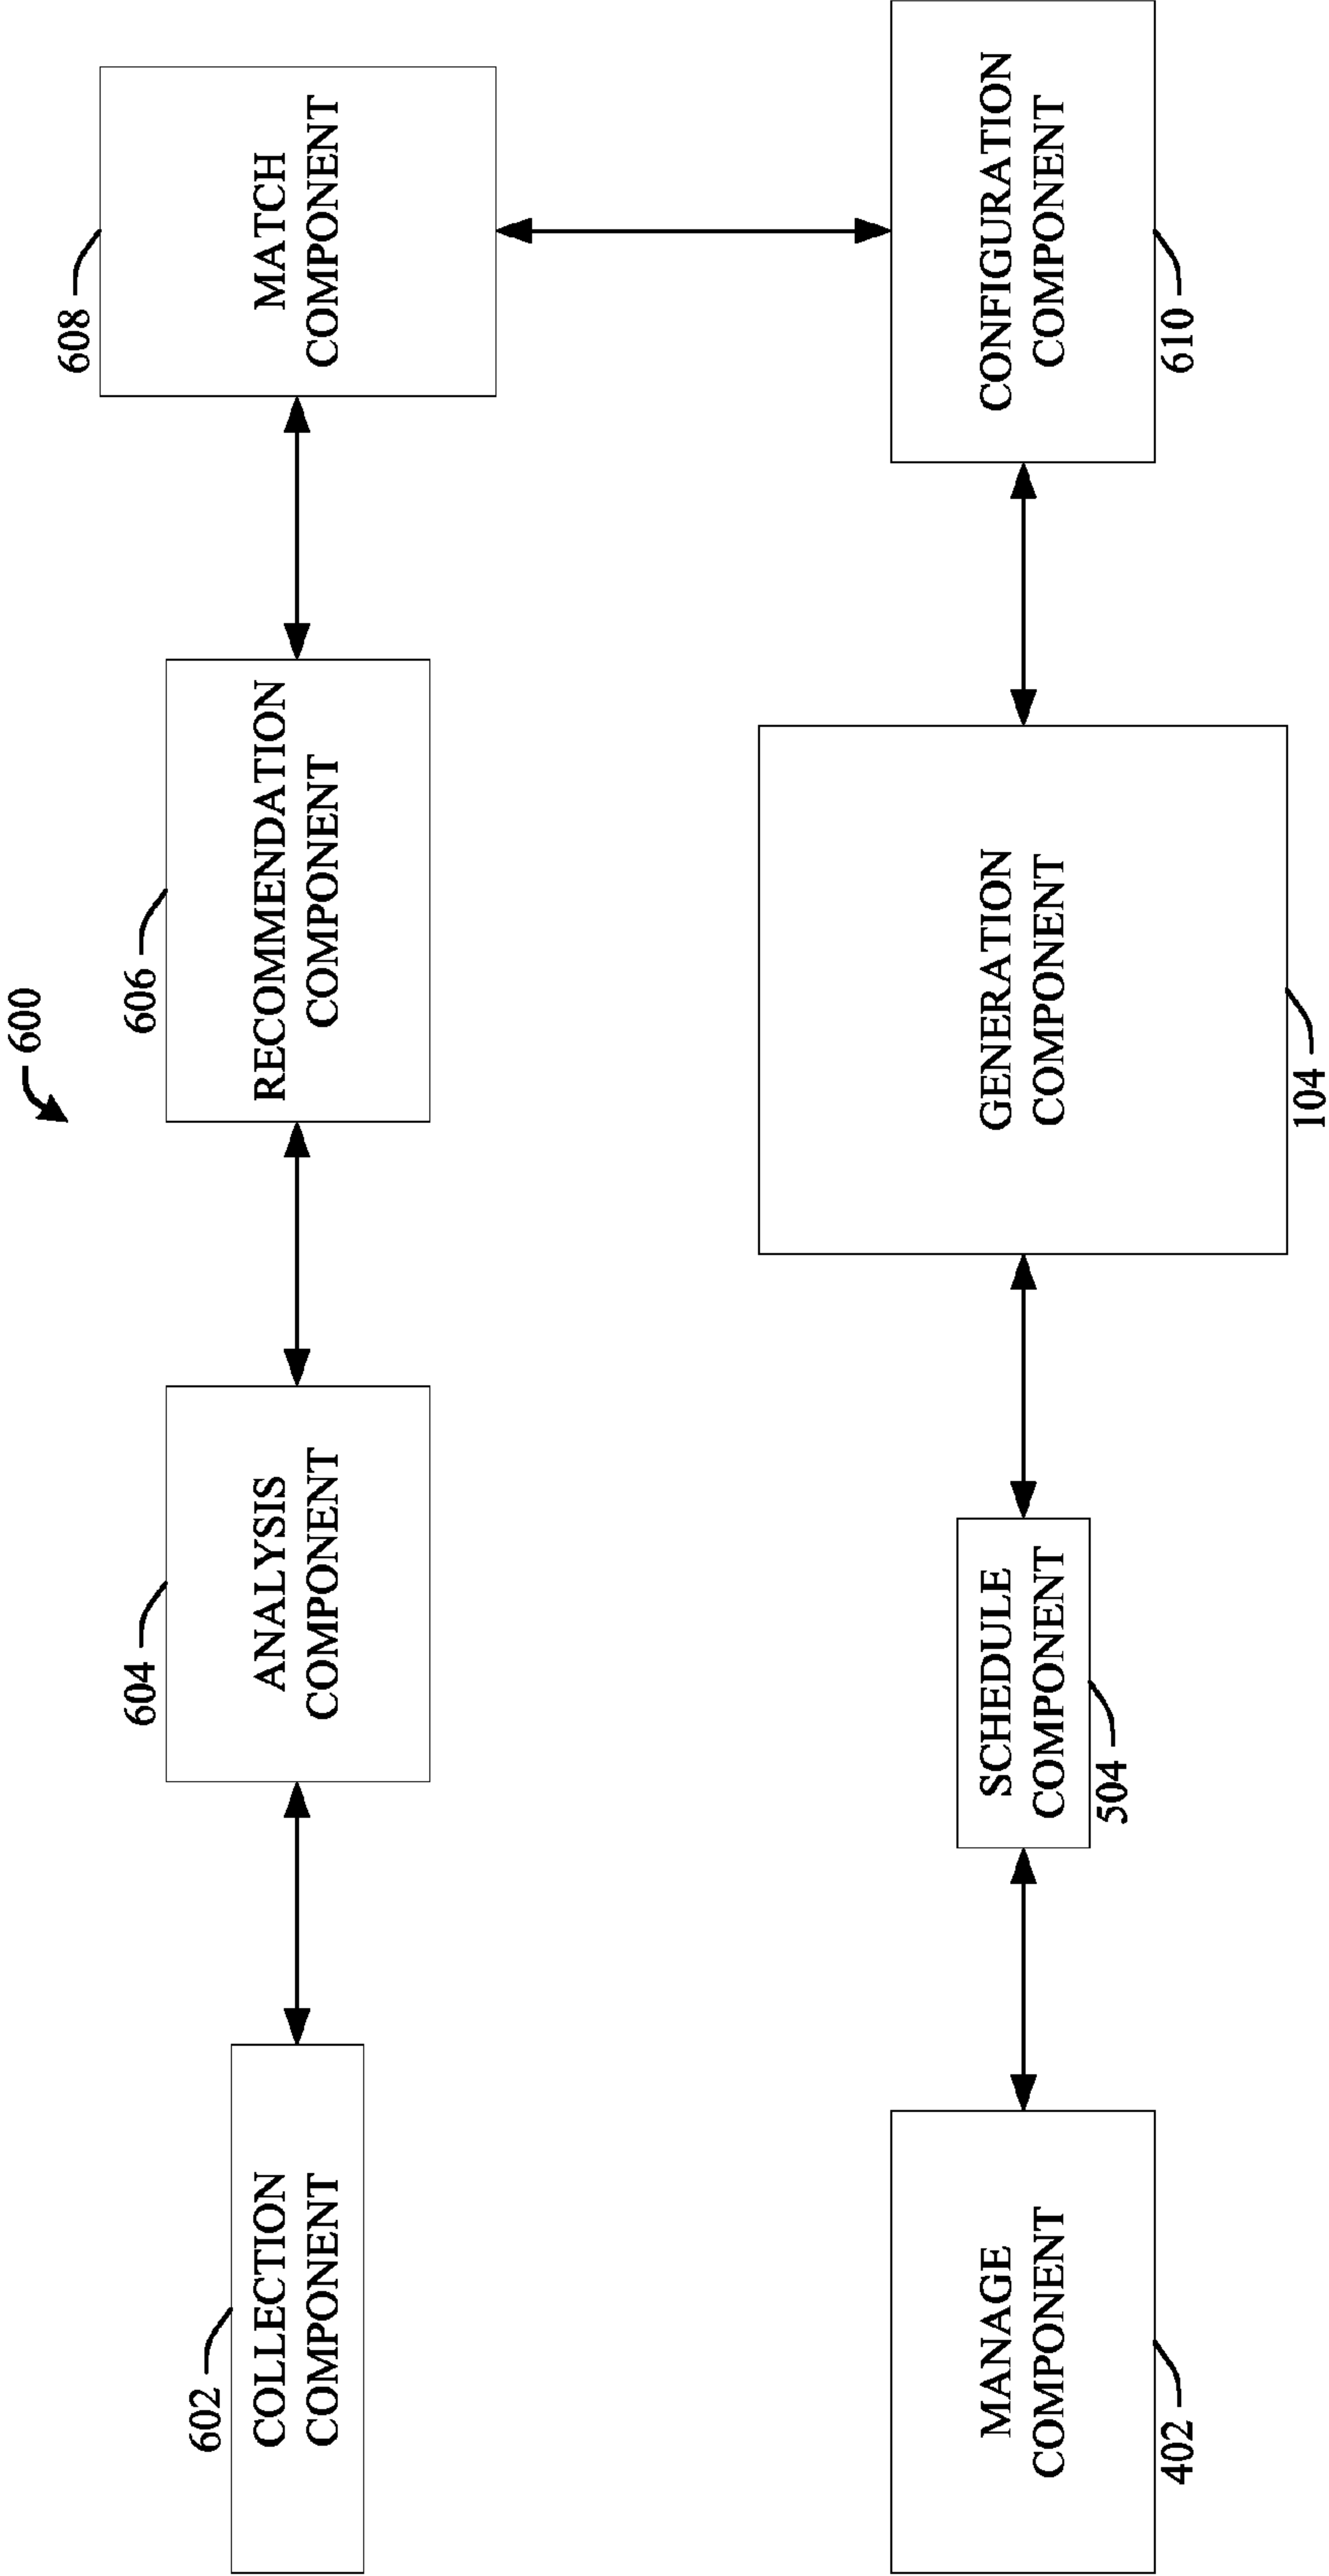 600
602
COLLECTION
COMPONENT
604
ANALYSIS
COMPONENT
606
RECOMMENDATION
COMPONENT
608
MATCH
COMPONENT
MANAGE
COMPONENT
402
SCHEDULE
COMPONENT
504
GENERATION
COMPONENT
104
CONFIGURATION
COMPONENT
610